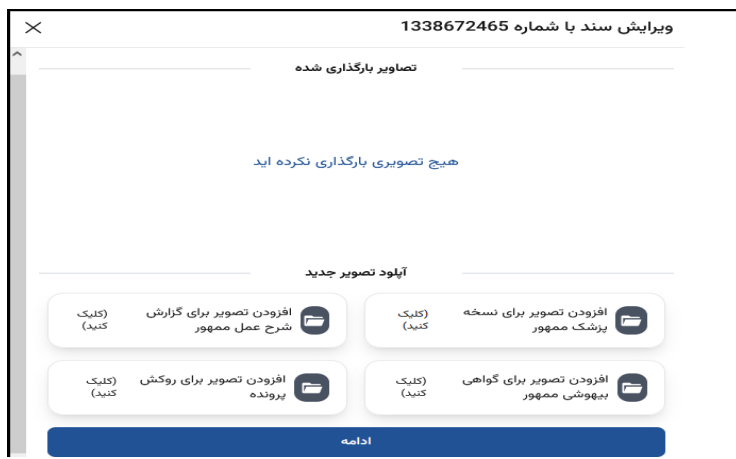 ویرایش سند با شماره 1338672465
تصاویر بارگذاری شده
هیچ تصویری بارگذاری نکرده اید
آپلود تصویر جدید
افزودن تصویر برای نسخه
پزشک ممهور
(کلیک
کنید)
افزودن تصویر برای گزارش
شرح عمل ممهور
(کلیک
کنید)
افزودن تصویر برای گواهی
بیهوشی ممهور
(کلیک
کنید)
افزودن تصویر برای روکش
پرونده
(کلیک
کنید)
ادامه